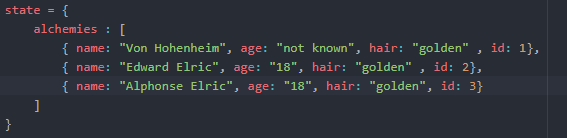 state = {
    alchemies : [
        { name: "Von Hohenheim", age: "not known", hair: "golden" , id: 1},
        { name: "Edward Elric", age: "18", hair: "golden" , id: 2},
        { name: "Alphonse Elric", age: "18", hair: "golden", id: 3}
    ]
}